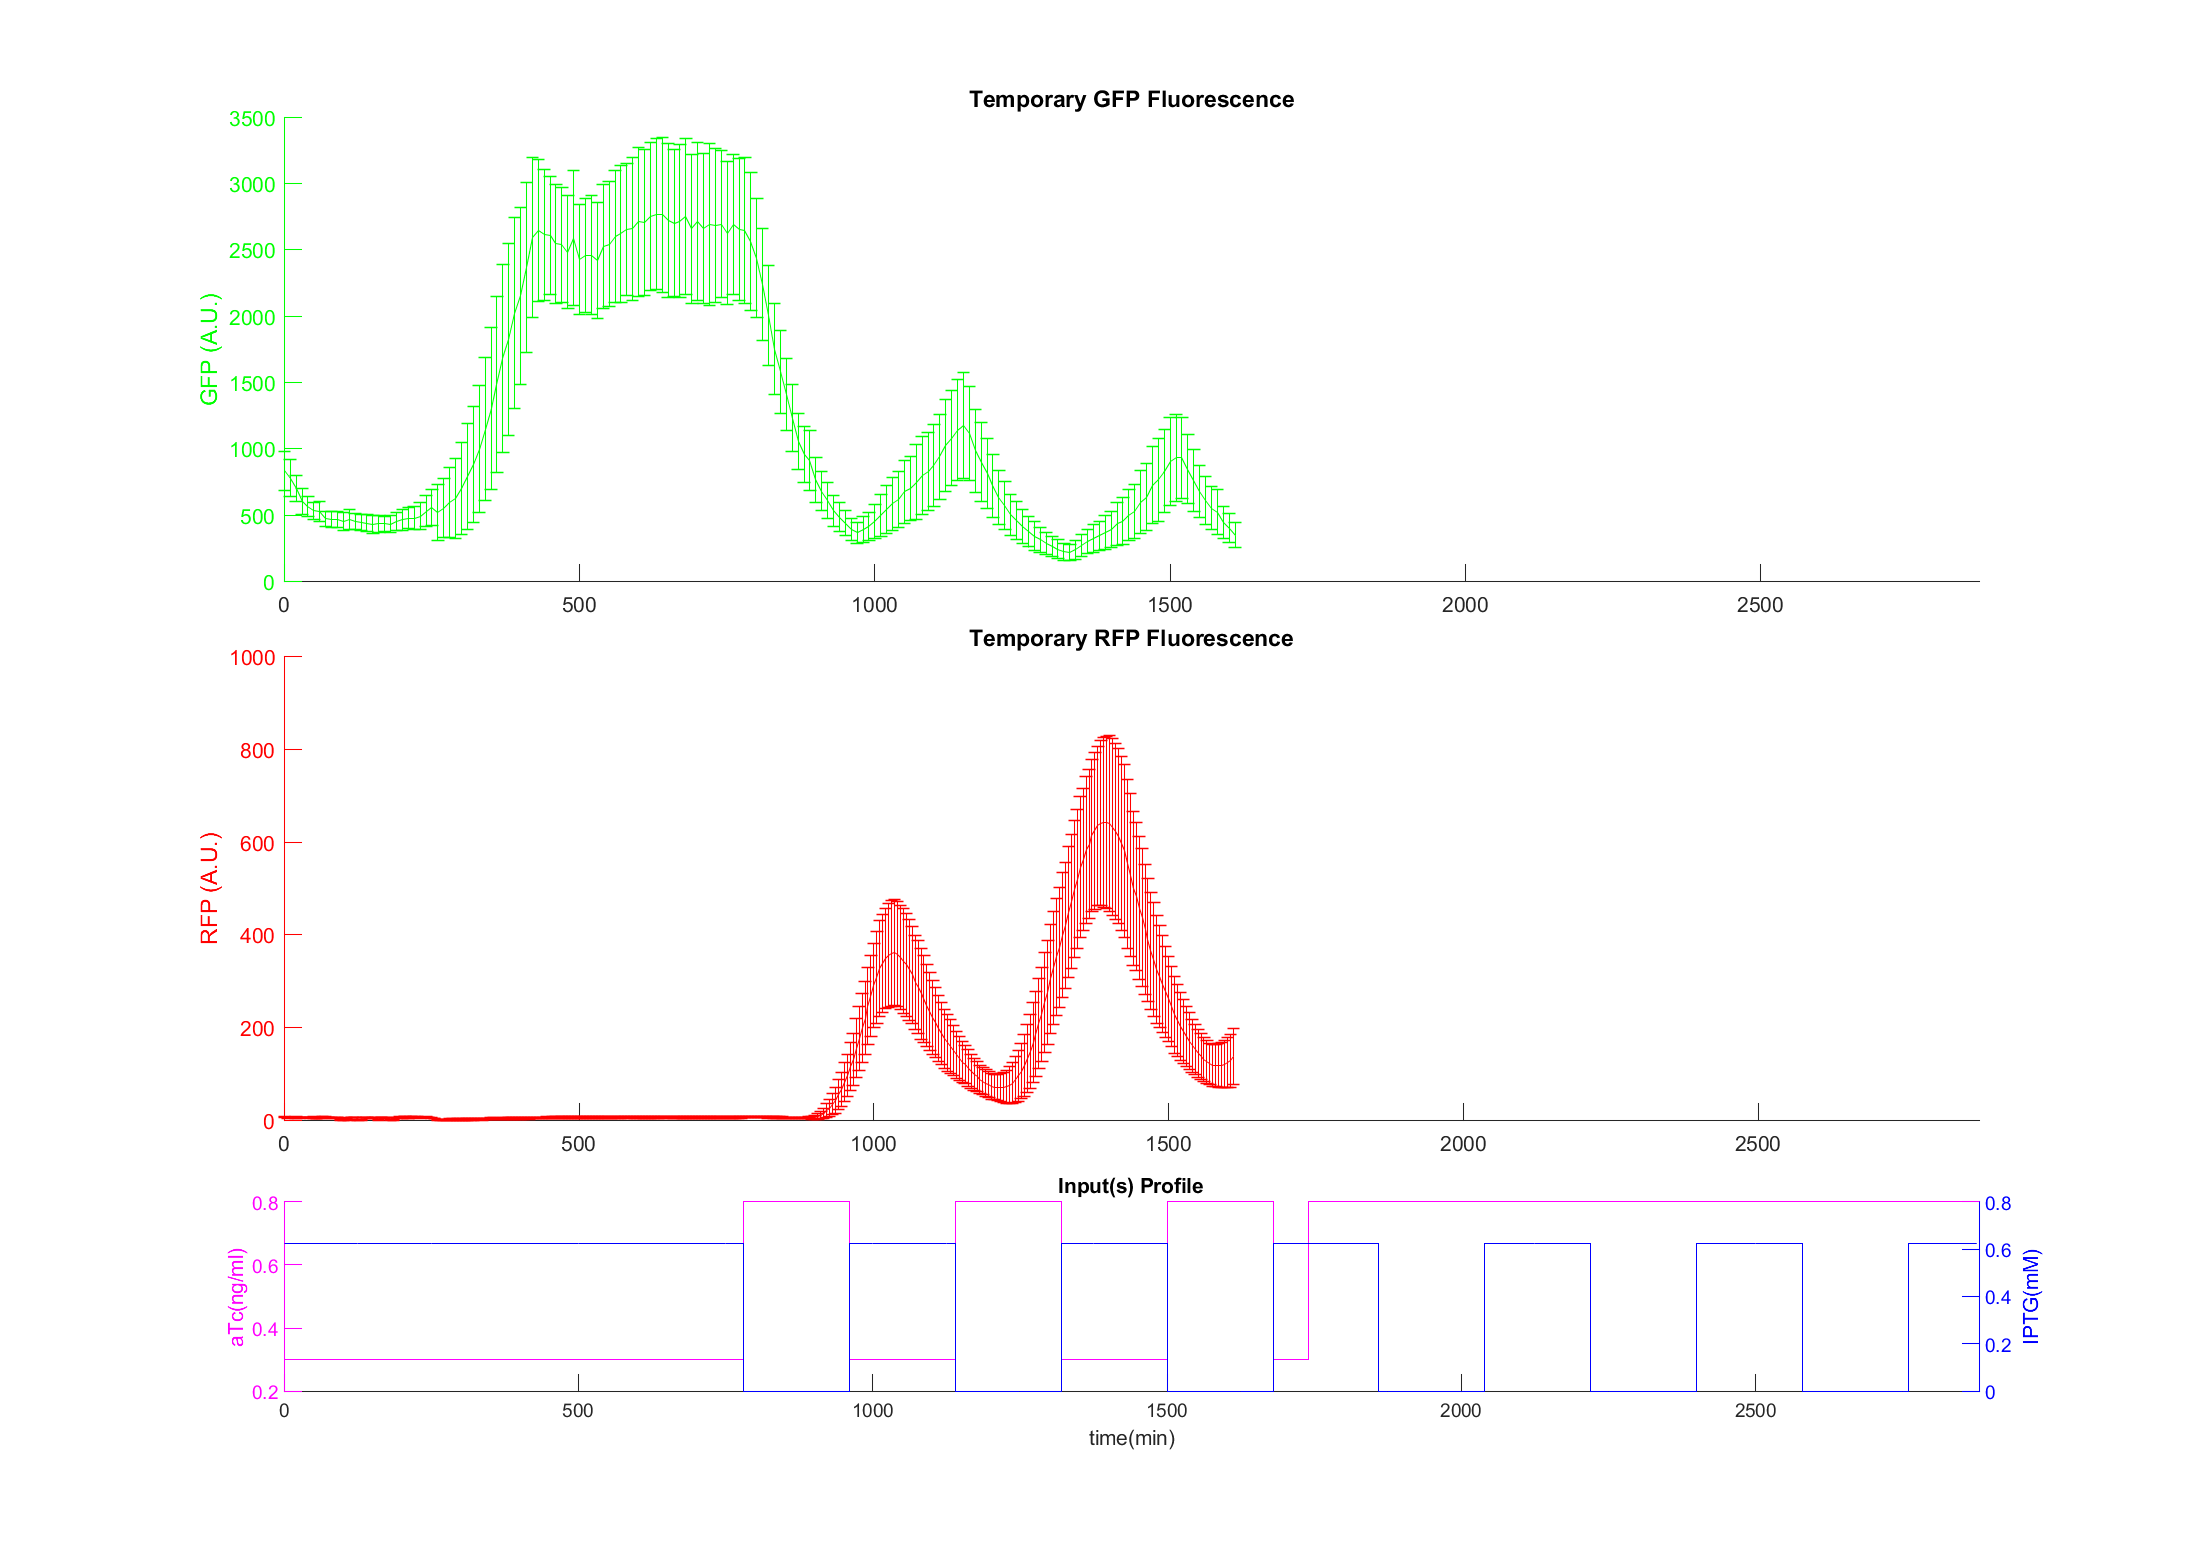 Temporary GFP Fluorescence
GFP (A.U.)
3500
3000
2500
2000
1500
1000
500
0
0 500 1000 1500 2000 2500
Temporary RFP Fluorescence
RFP (A.U.)
1000
800
600
400
200
0
0 500 1000 1500 2000 2500
Input(s) Profile
aTc(ng/ml)
0.8
0.6
0.4
0.2
IPTG(mM)
0.8
0.6
0.4
0.2
0
0 500 1000 1500 2000 2500
time(min)